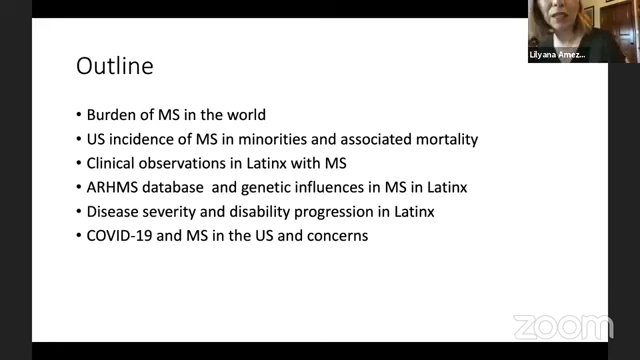 Lilyana Amez...
Outline
• Burden of MS in the world
• US incidence of MS in minorities and associated mortality
• Clinical observations in Latinx with MS
• ARHMS database and genetic influences in MS in Latinx
• Disease severity and disability progression in Latinx
• COVID-19 and MS in the US and concerns
zoom